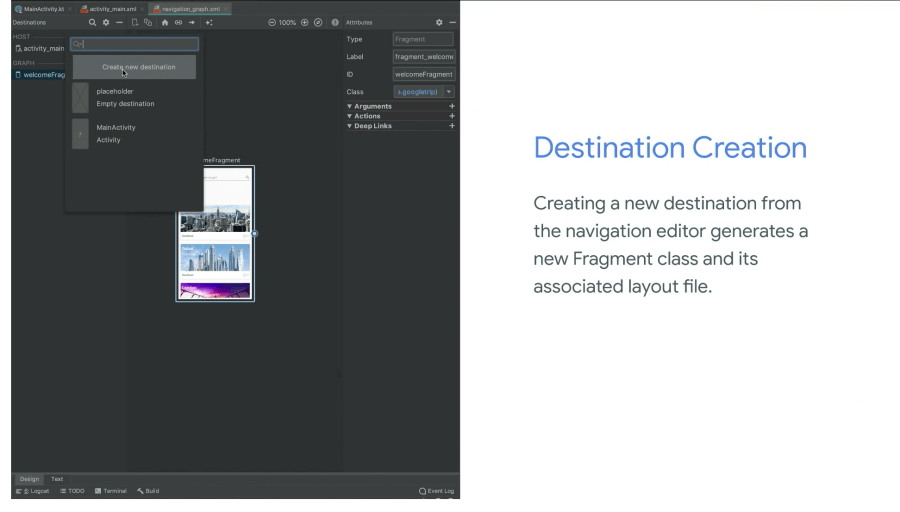 MainActivity.kt
activity_main.xml
navigation_graph.xml
Destinations
100%
Attributes
HOST
activity_main
GRAPH
welcomeFrag
Create new destination
placeholder
Empty destination
MainActivity
Activity
meFragment
Type
Fragment
Label
fragment_welcome
ID
welcomeFragment
Class
s.googletrip)
Arguments
Actions
Deep Links
Destination Creation
Creating a new destination from
the navigation editor generates a
new Fragment class and its
associated layout file.
Design Text
6: Logcat TODO Terminal Build
Event Log